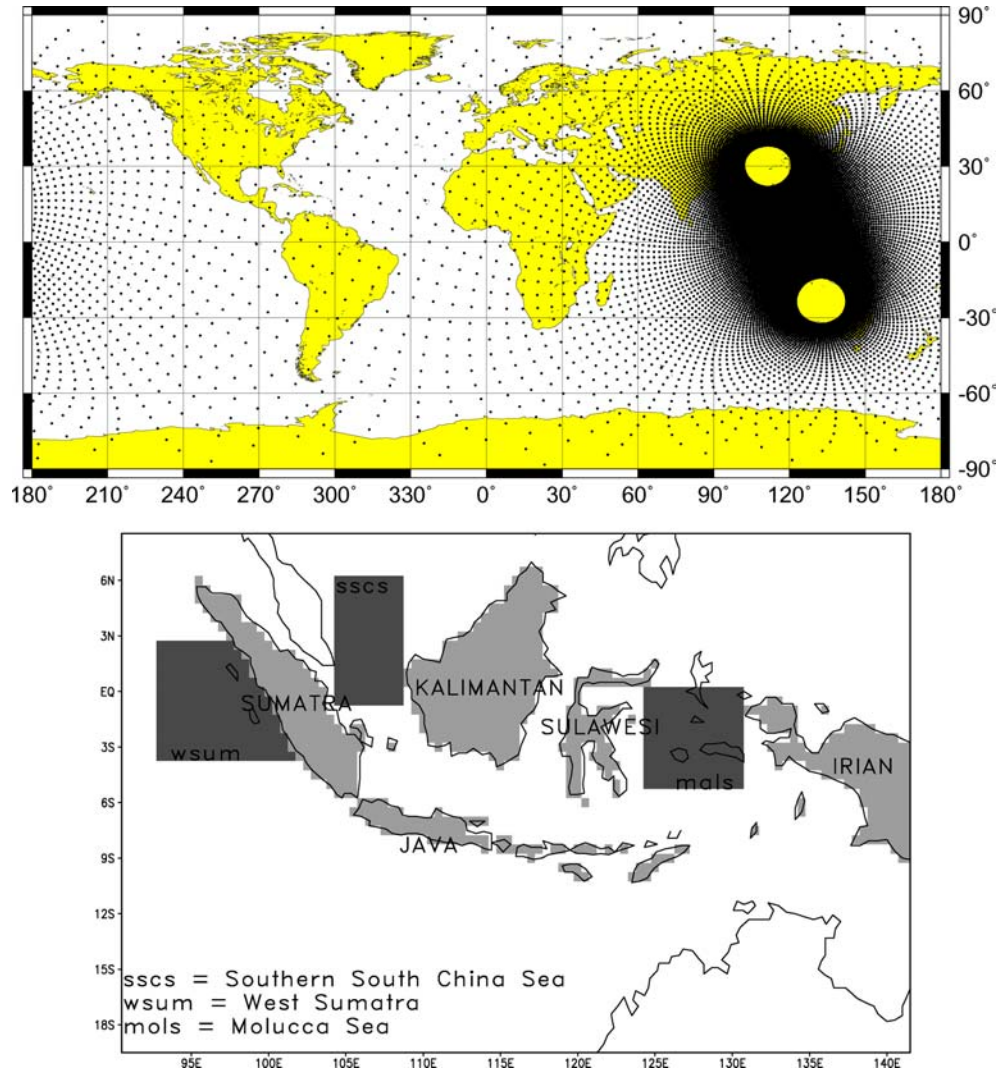 90°
60°
30°
0°
-30°
-60°
-90°
180° 210° 240° 270° 300° 330° 0° 30° 60° 90° 120° 150° 180°
6N
3N
EQ
3S
6S
9S
12S
15S
18S
sscs
SUMATRA
KALIMANTAN
SULAWESI
wsum
mals
IRIAN
JAVA
sscs = Southern South China Sea
wsum = West Sumatra
mols = Molucca Sea
95E 100E 105E 110E 115E 120E 125E 130E 135E 140E